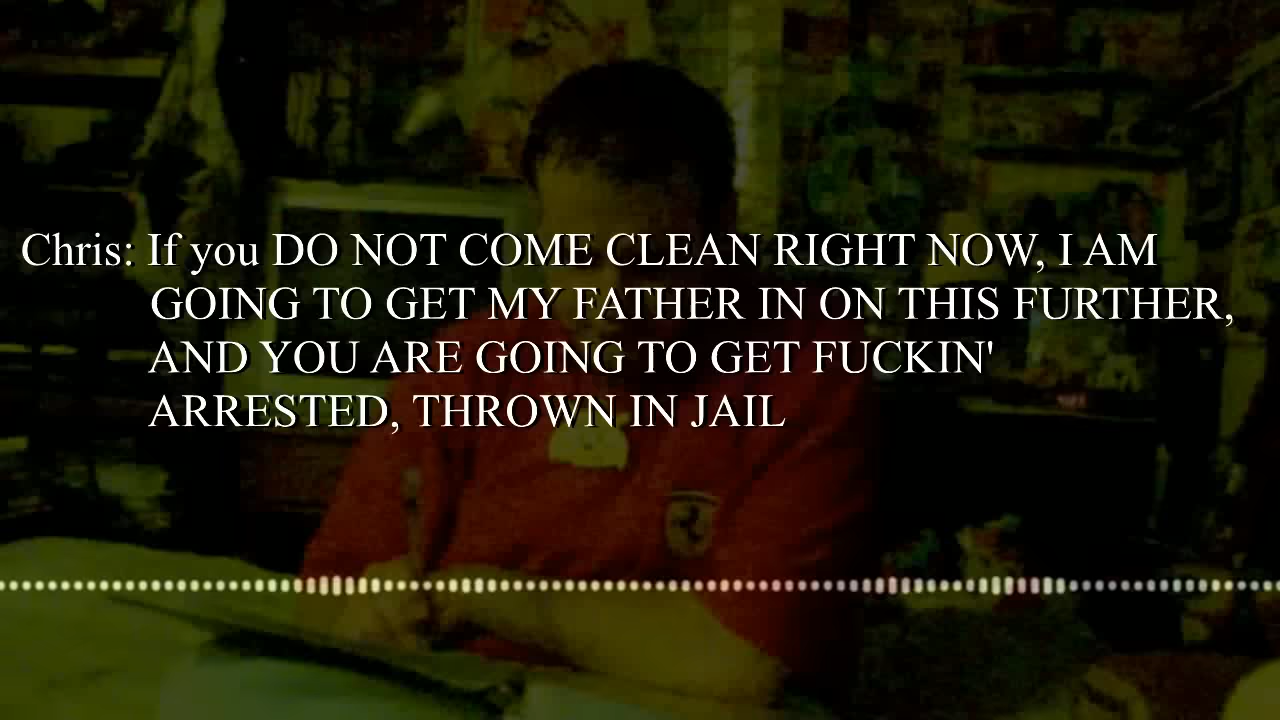 Chris: If you DO NOT COME CLEAN RIGHT NOW, I AM
GOING TO GET MY FATHER IN ON THIS FURTHER,
AND YOU ARE GOING TO GET FUCKIN'
ARRESTED, THROWN IN JAIL